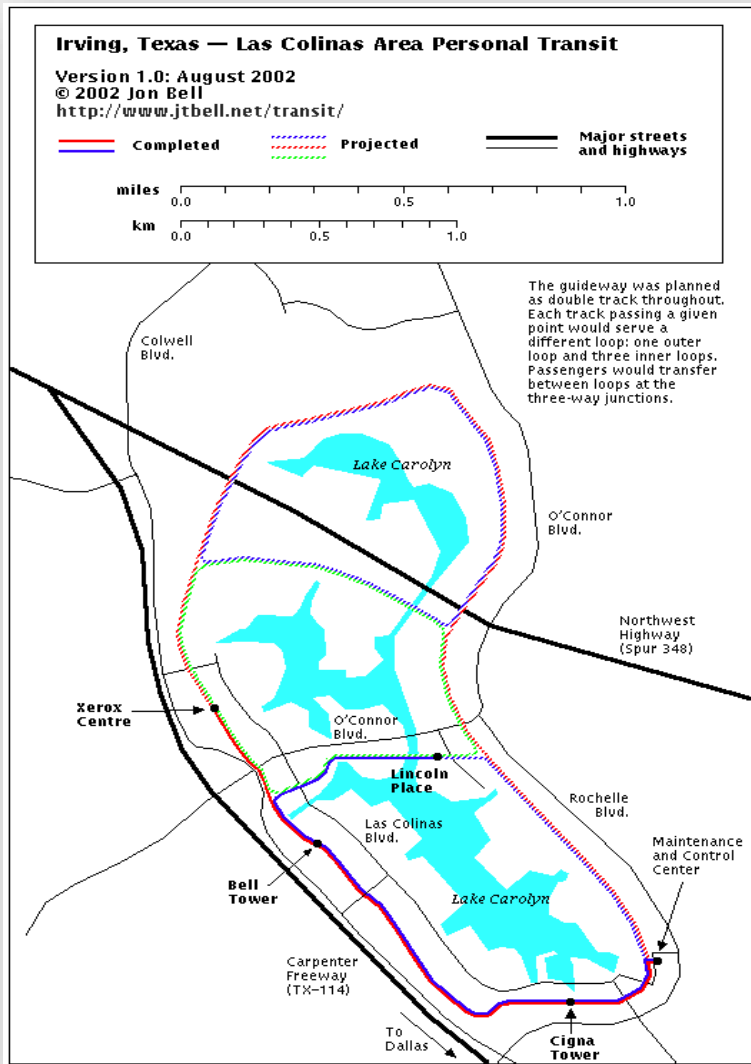 Irving, Texas — Las Colinas Area Personal Transit
Version 1.0: August 2002
© 2002 Jon Bell
http://www.jtbell.net/transit/
Completed
Projected
Major streets
and highways
miles
0.0
0.5
1.0
km
0.0
0.5
1.0
The guideway was planned
as double track throughout.
Each track passing a given
point would serve a
different loop: one outer
loop and three inner loops.
Passengers would transfer
between loops at the
three-way junctions.
Colwell
Blvd.
Lake Carolyn
O'Connor
Blvd.
Northwest
Highway
(Spur 348)
Xerox
Centre
O'Connor
Blvd.
Lincoln
Place
Rochelle
Blvd.
Las Colinas
Blvd.
Maintenance
and Control
Center
Bell
Tower
Lake Carolyn
Carpenter
Freeway
(TX-114)
To
Dallas
Cigna
Tower